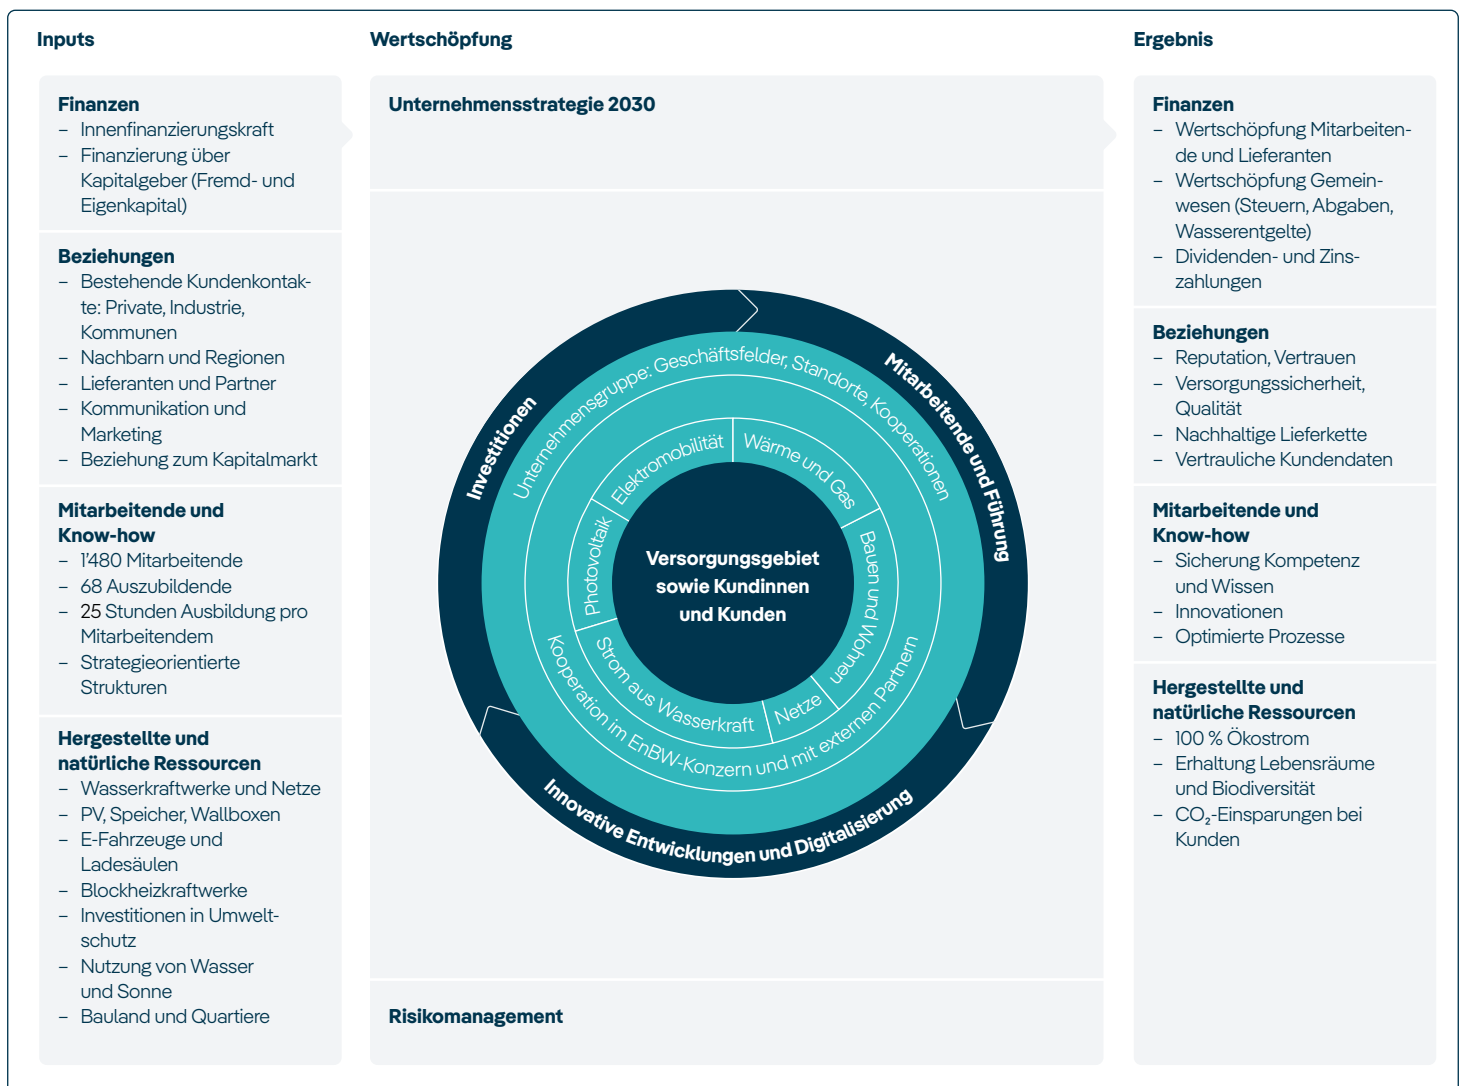 Inputs
Finanzen
– Innenfinanzierungskraft
– Finanzierung über
Kapitalgeber (Fremd- und
Eigenkapital)
Beziehungen
– Bestehende Kundenkontak-
te: Private, Industrie,
Kommunen
– Nachbarn und Regionen
– Lieferanten und Partner
– Kommunikation und
Marketing
– Beziehung zum Kapitalmarkt
Mitarbeitende und
Know-how
– 1'480 Mitarbeitende
– 68 Auszubildende
– 25 Stunden Ausbildung pro
Mitarbeitendem
– Strategieorientierte
Strukturen
Hergestellte und
natürliche Ressourcen
– Wasserkraftwerke und Netze
– PV, Speicher, Wallboxen
– E-Fahrzeuge und
Ladesäulen
– Blockheizkraftwerke
– Investitionen in Umwelt-
schutz
– Nutzung von Wasser
und Sonne
– Bauland und Quartiere
Wertschöpfung
Unternehmensstrategie 2030
Investitionen
Mitarbeitende und Führung
Innovative Entwicklungen und Digitalisierung
Unternehmensgruppe: Geschäftsfelder, Standorte, Kooperationen
Kooperation im EnBW-Konzern und mit externen Partnern
Elektromobilität
Wärme und Gas
Bauen und Wohnen
Netze
Strom aus Wasserkraft
Photovoltaik
Versorgungsgebiet
sowie Kundinnen
und Kunden
Risikomanagement
Ergebnis
Finanzen
– Wertschöpfung Mitarbeiten-
de und Lieferanten
– Wertschöpfung Gemein-
wesen (Steuern, Abgaben,
Wasserentgelte)
– Dividenden- und Zins-
zahlungen
Beziehungen
– Reputation, Vertrauen
– Versorgungssicherheit,
Qualität
– Nachhaltige Lieferkette
– Vertrauliche Kundendaten
Mitarbeitende und
Know-how
– Sicherung Kompetenz
und Wissen
– Innovationen
– Optimierte Prozesse
Hergestellte und
natürliche Ressourcen
– 100 % Ökostrom
– Erhaltung Lebensräume
und Biodiversität
– CO₂-Einsparungen bei
Kunden